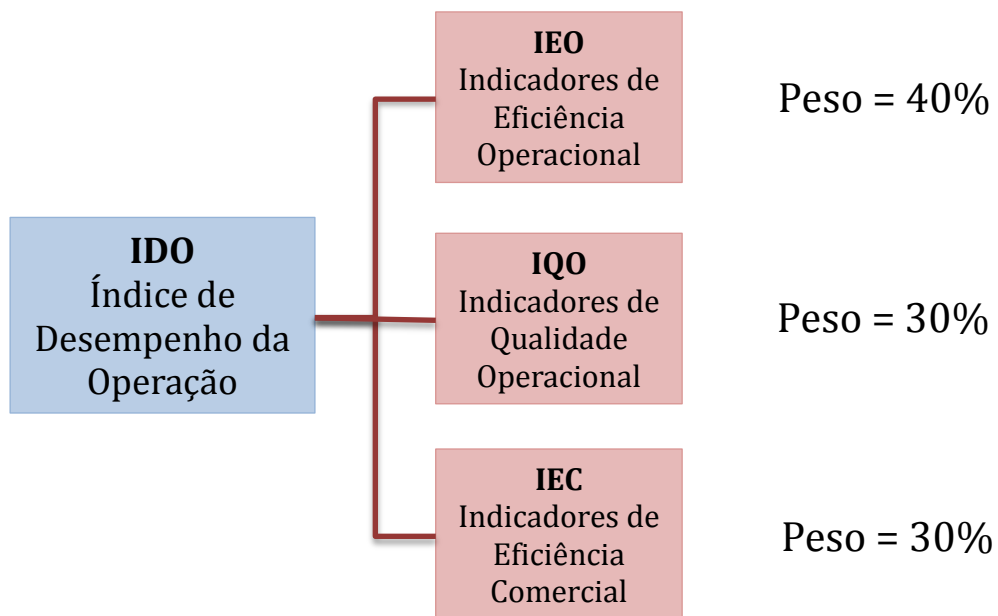 IDO
Índice de
Desempenho da
Operação
IEO
Indicadores de
Eficiência
Operacional
Peso = 40%
IQO
Indicadores de
Qualidade
Operacional
Peso = 30%
IEC
Indicadores de
Eficiência
Comercial
Peso = 30%